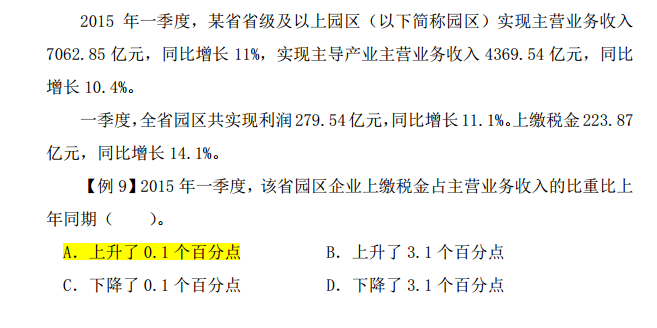 2015 年一季度，某省省级及以上园区（以下简称园区）实现主营业务收入
7062.85 亿元，同比增长 11%，实现主导产业主营业务收入 4369.54 亿元，同比
增长 10.4%。
一季度，全省园区共实现利润 279.54 亿元，同比增长 11.1%。上缴税金 223.87
亿元，同比增长 14.1%。
【例 9】2015 年一季度，该省园区企业上缴税金占主营业务收入的比重比上
年同期（　　）。
A．上升了 0.1 个百分点　　B．上升了 3.1 个百分点
C．下降了 0.1 个百分点　　D．下降了 3.1 个百分点